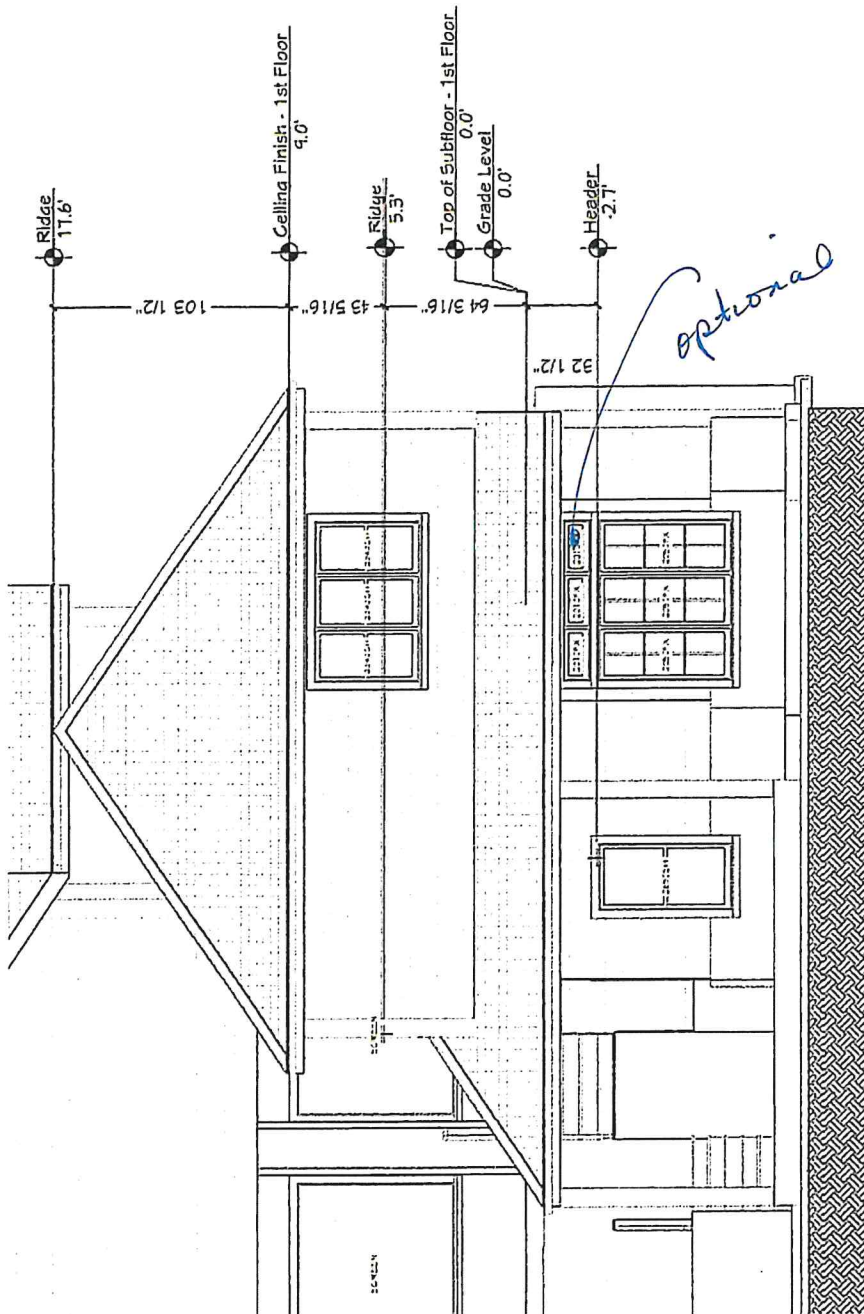 Ridge
17.6'
Ceiling Finish - 1st Floor
9.0'
Ridge
5.3'
Top of Subfloor - 1st Floor
0.0'
Grade Level
0.0'
Header
-2.7'
103 1/2"
43 5/16"
64 3/16"
32 1/2"
optional
SCREEN
SCREEN